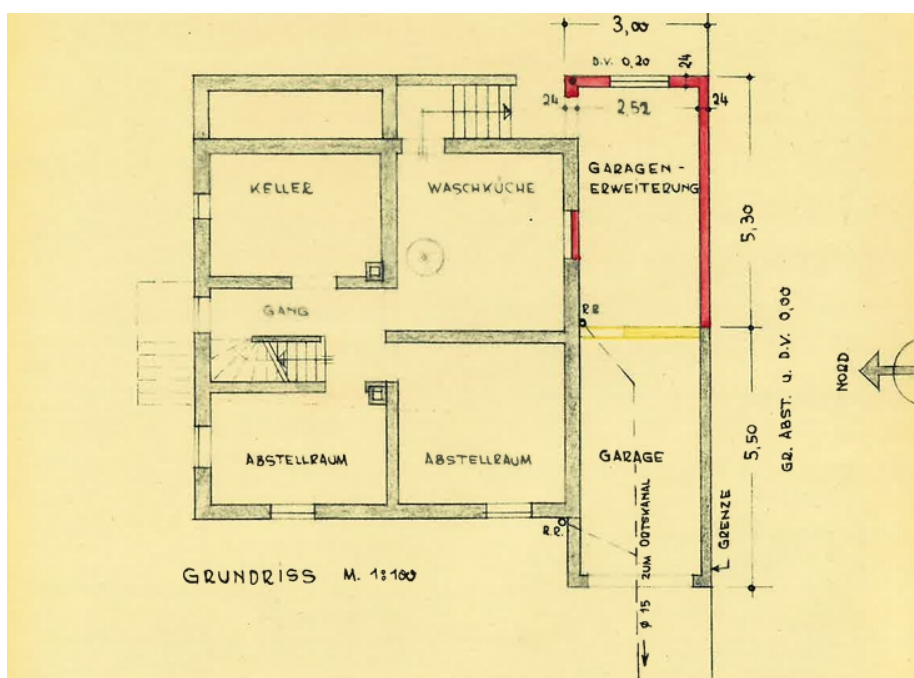 3,00
D.V. 0,20
24
24
2,52
24
KELLER
WASCHKÜCHE
GARAGEN-
ERWEITERUNG
5,30
GANG
R.R.
GR. ABST. U. D.V. 0,00
NORD
ABSTELLRAUM
ABSTELLRAUM
GARAGE
5,50
R.R.
Ø 15 ZUM ORTSKANAL
GRENZE
GRUNDRISS M. 1:100